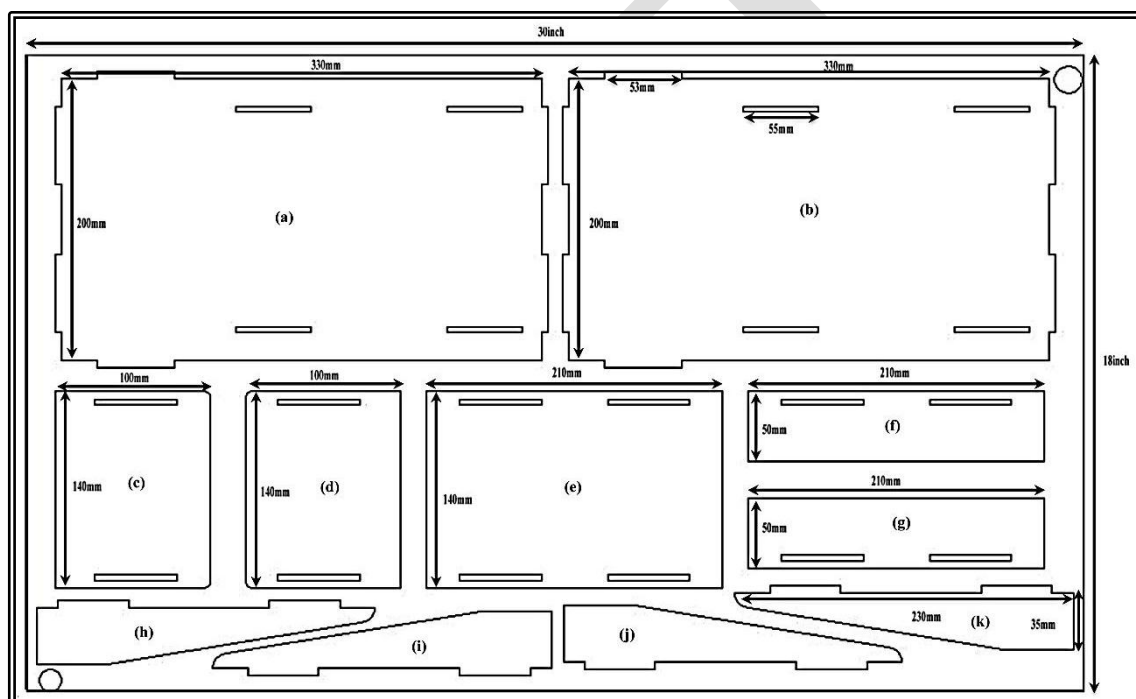 30inch
330mm
330mm
53mm
55mm
(a)
(b)
200mm
200mm
18inch
100mm
100mm
210mm
210mm
(f)
50mm
(c)
(d)
(e)
140mm
140mm
140mm
210mm
(g)
50mm
(h)
(i)
(j)
230mm
(k)
35mm